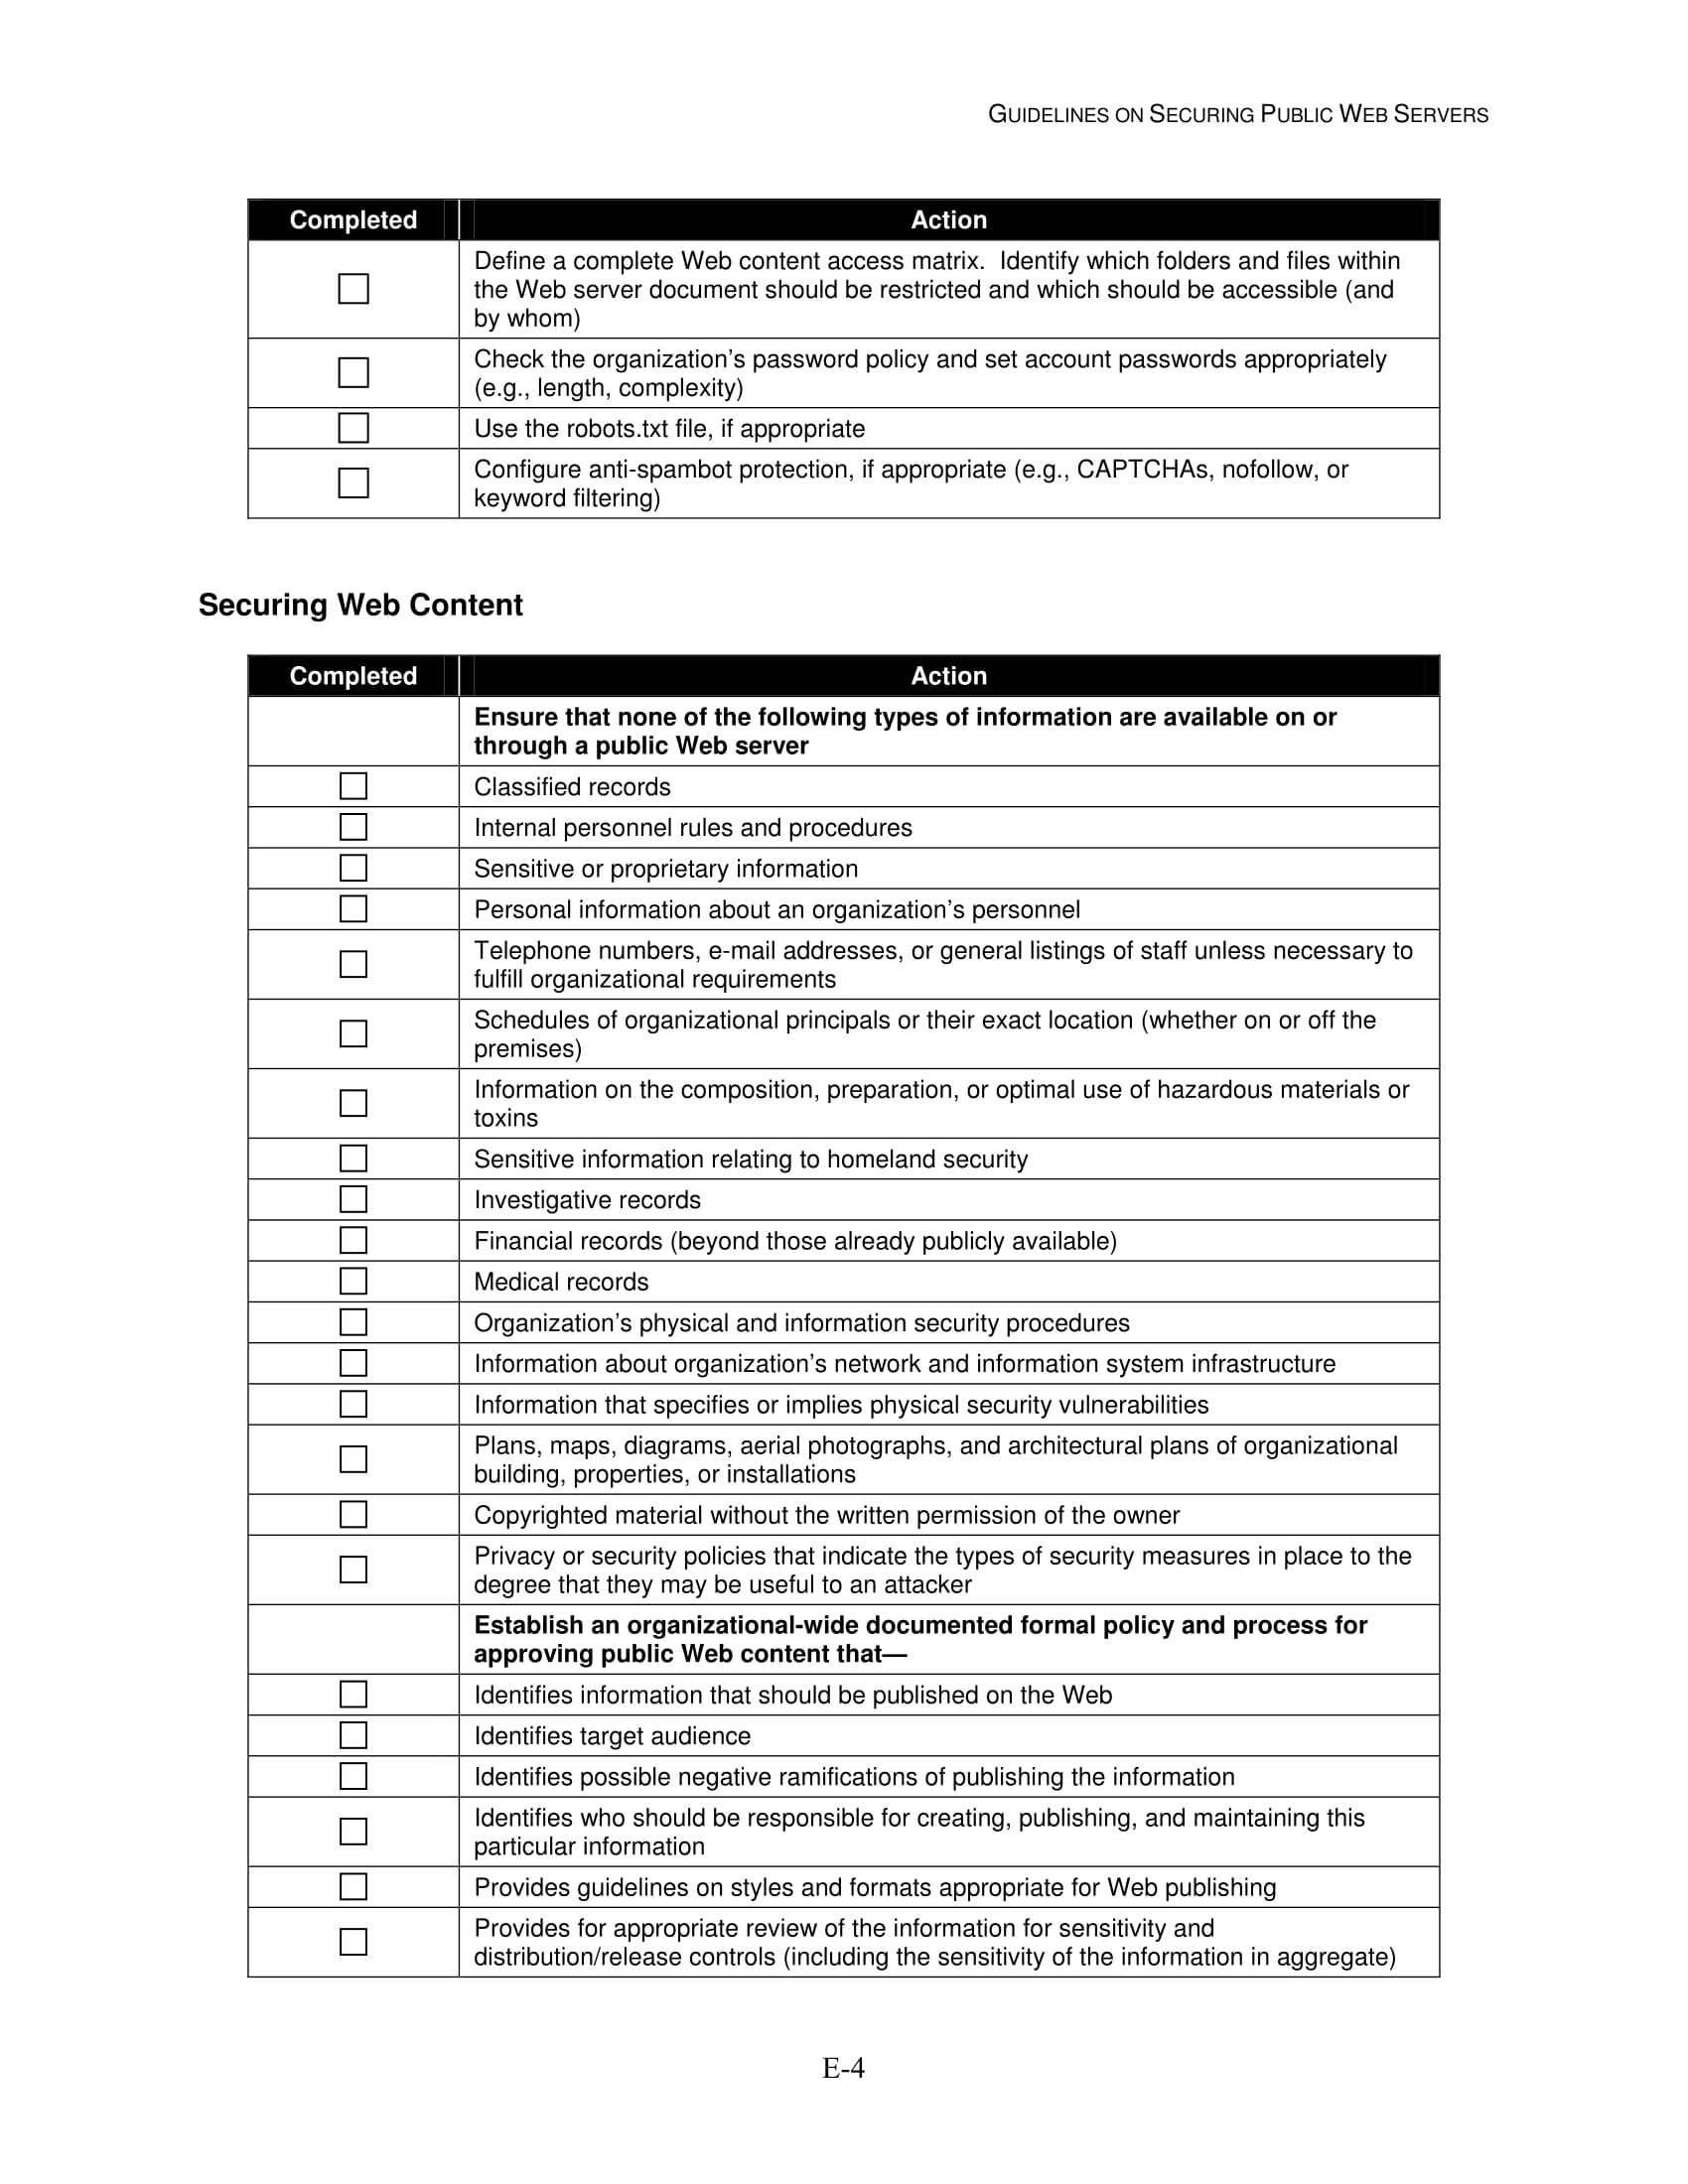 GUIDELINES ON SECURING PUBLIC WEB SERVERS
Completed Action
Define a complete Web content access matrix.  Identify which folders and files within
the Web server document should be restricted and which should be accessible (and
by whom)
Check the organization’s password policy and set account passwords appropriately
(e.g., length, complexity)
Use the robots.txt file, if appropriate
Configure anti-spambot protection, if appropriate (e.g., CAPTCHAs, nofollow, or
keyword filtering)
Securing Web Content
Completed Action
Ensure that none of the following types of information are available on or
through a public Web server
Classified records
Internal personnel rules and procedures
Sensitive or proprietary information
Personal information about an organization’s personnel
Telephone numbers, e-mail addresses, or general listings of staff unless necessary to
fulfill organizational requirements
Schedules of organizational principals or their exact location (whether on or off the
premises)
Information on the composition, preparation, or optimal use of hazardous materials or
toxins
Sensitive information relating to homeland security
Investigative records
Financial records (beyond those already publicly available)
Medical records
Organization’s physical and information security procedures
Information about organization’s network and information system infrastructure
Information that specifies or implies physical security vulnerabilities
Plans, maps, diagrams, aerial photographs, and architectural plans of organizational
building, properties, or installations
Copyrighted material without the written permission of the owner
Privacy or security policies that indicate the types of security measures in place to the
degree that they may be useful to an attacker
Establish an organizational-wide documented formal policy and process for
approving public Web content that—
Identifies information that should be published on the Web
Identifies target audience
Identifies possible negative ramifications of publishing the information
Identifies who should be responsible for creating, publishing, and maintaining this
particular information
Provides guidelines on styles and formats appropriate for Web publishing
Provides for appropriate review of the information for sensitivity and
distribution/release controls (including the sensitivity of the information in aggregate)
E-4